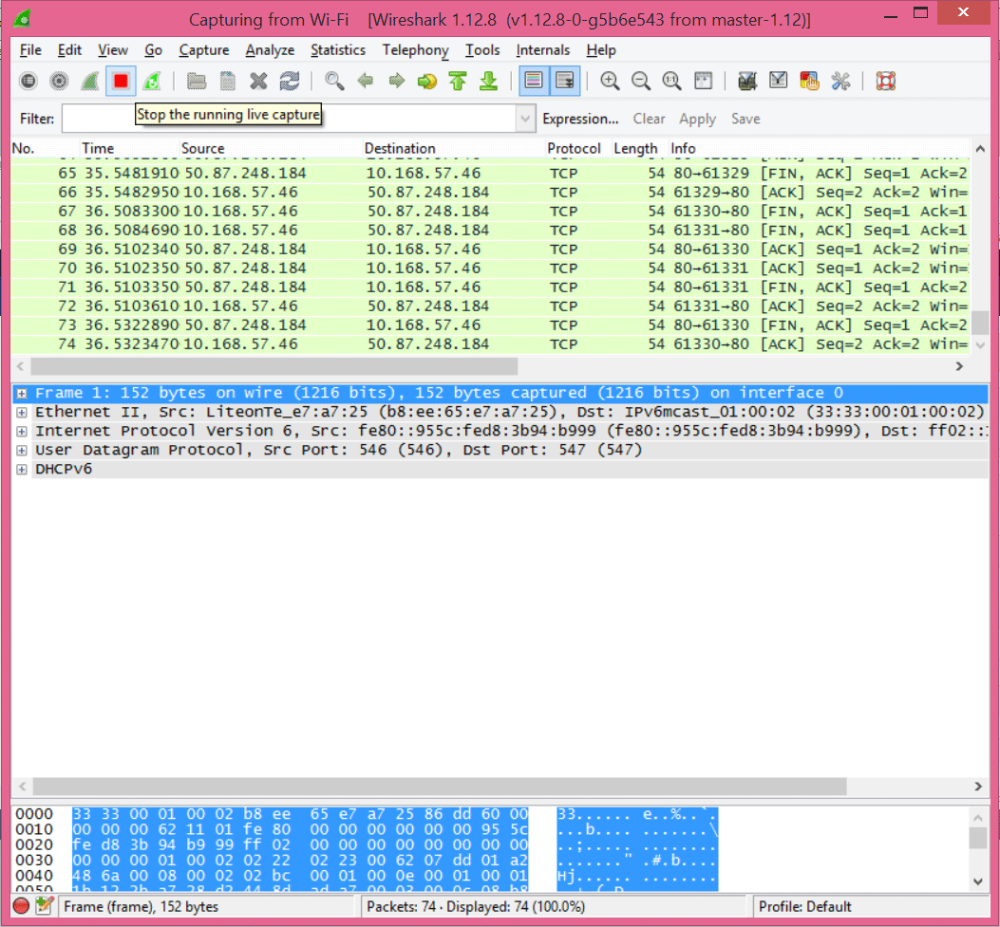 Capturing from Wi-Fi [Wireshark 1.12.8 (v1.12.8-0-g5b6e543 from master-1.12)]
File Edit View Go Capture Analyze Statistics Telephony Tools Internals Help
Filter: Expression... Clear Apply Save
Stop the running live capture
No. Time Source Destination Protocol Length Info
65 35.5481910 50.87.248.184 10.168.57.46 TCP 54 80→61329 [FIN, ACK] Seq=1 Ack=2
66 35.5482950 10.168.57.46 50.87.248.184 TCP 54 61329→80 [ACK] Seq=2 Ack=2 Win=
67 36.5083300 10.168.57.46 50.87.248.184 TCP 54 61330→80 [FIN, ACK] Seq=1 Ack=1
68 36.5084690 10.168.57.46 50.87.248.184 TCP 54 61331→80 [FIN, ACK] Seq=1 Ack=1
69 36.5102340 50.87.248.184 10.168.57.46 TCP 54 80→61330 [ACK] Seq=1 Ack=2 Win=
70 36.5102350 50.87.248.184 10.168.57.46 TCP 54 80→61331 [ACK] Seq=1 Ack=2 Win=
71 36.5103350 50.87.248.184 10.168.57.46 TCP 54 80→61331 [FIN, ACK] Seq=1 Ack=2
72 36.5103610 10.168.57.46 50.87.248.184 TCP 54 61331→80 [ACK] Seq=2 Ack=2 Win=
73 36.5322890 50.87.248.184 10.168.57.46 TCP 54 80→61330 [FIN, ACK] Seq=1 Ack=2
74 36.5323470 10.168.57.46 50.87.248.184 TCP 54 61330→80 [ACK] Seq=2 Ack=2 Win=
Frame 1: 152 bytes on wire (1216 bits), 152 bytes captured (1216 bits) on interface 0
Ethernet II, Src: LiteonTe_e7:a7:25 (b8:ee:65:e7:a7:25), Dst: IPv6mcast_01:00:02 (33:33:00:01:00:02)
Internet Protocol Version 6, Src: fe80::955c:fed8:3b94:b999 (fe80::955c:fed8:3b94:b999), Dst: ff02::
User Datagram Protocol, Src Port: 546 (546), Dst Port: 547 (547)
DHCPv6
0000 33 33 00 01 00 02 b8 ee 65 e7 a7 25 86 dd 60 00 33...... e..%..`.
0010 00 00 00 62 11 01 fe 80 00 00 00 00 00 00 95 5c ...b.... .......\
0020 fe d8 3b 94 b9 99 ff 02 00 00 00 00 00 00 00 00 ..;..... ........
0030 00 00 00 01 00 02 02 22 02 23 00 62 07 dd 01 a2 ......." .#.b....
0040 48 6a 00 08 00 02 02 bc 00 01 00 0e 00 01 00 01 Hj...... ........
Frame (frame), 152 bytes Packets: 74 · Displayed: 74 (100.0%) Profile: Default